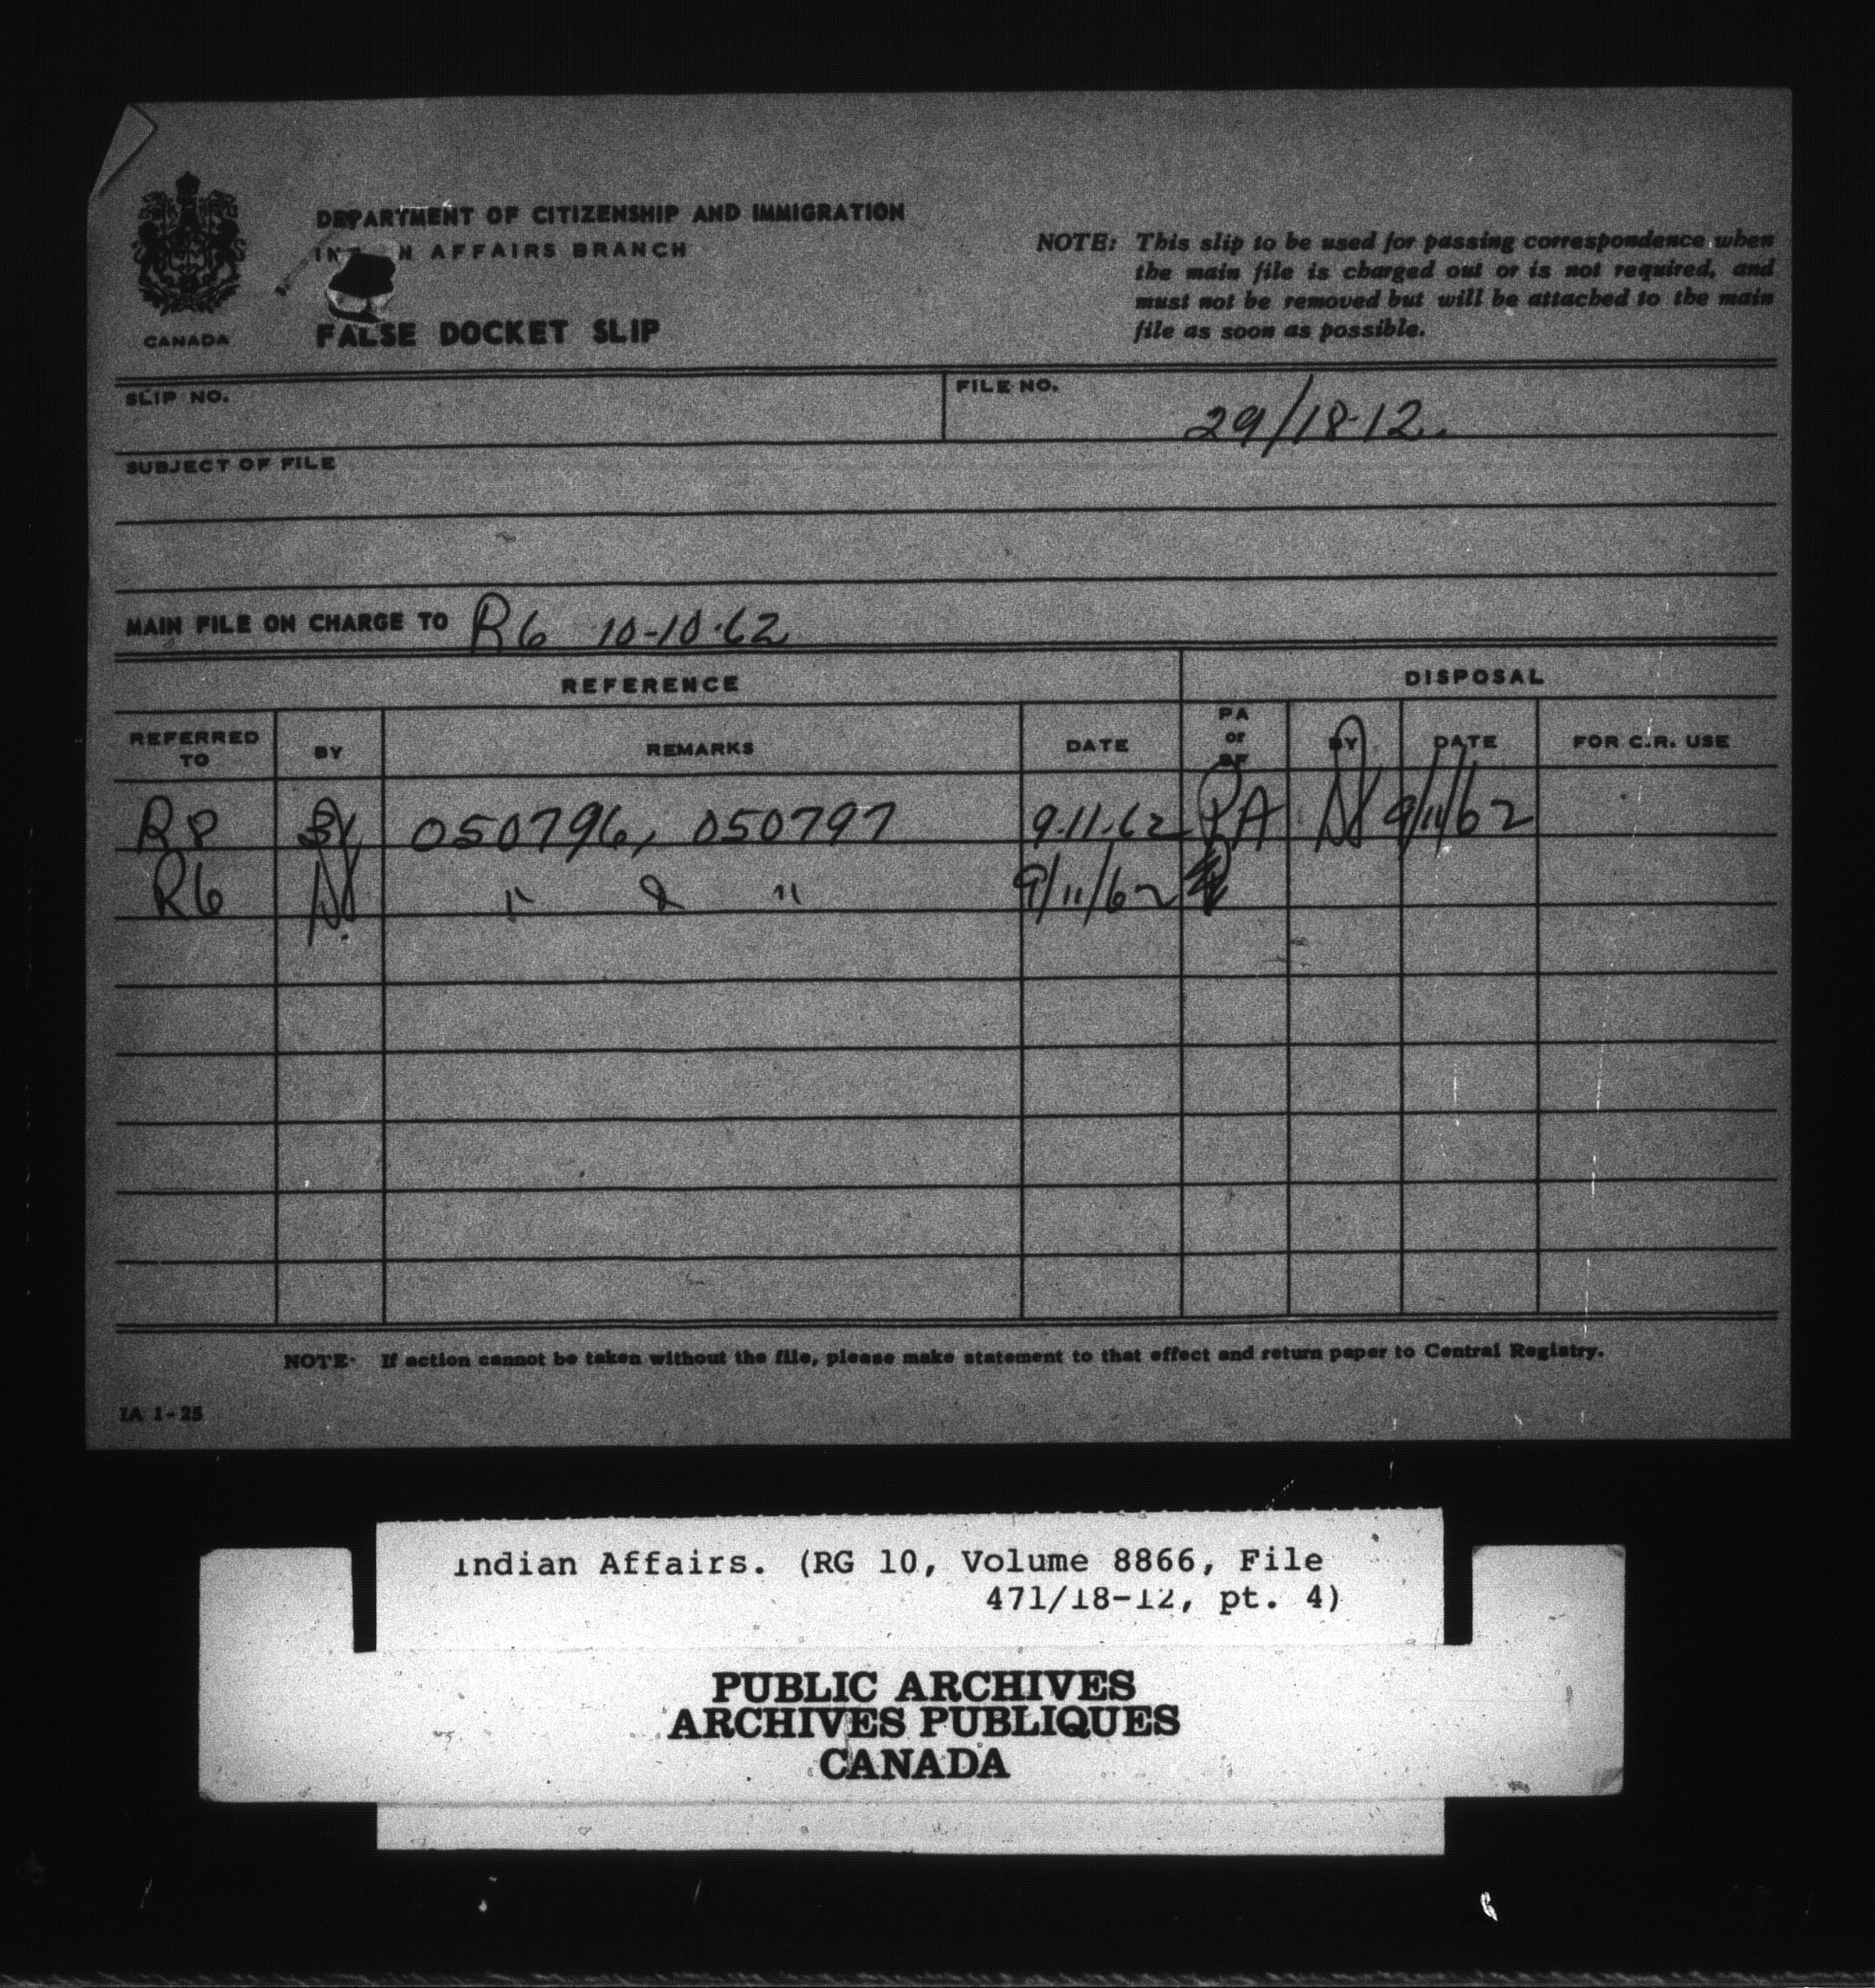 DEPARTMENT OF CITIZENSHIP AND IMMIGRATION
AFFAIRS BRANCH
CANADA
FALSE DOCKET SLIP
NOTE: This slip to be used for passing correspondence when
the main file is charged out or is not required, and
must not be removed but will be attached to the main
file as soon as possible.
SLIP NO. FILE NO. 29/18-12.
SUBJECT OF FILE
MAIN FILE ON CHARGE TO R6 10-10-62
REFERENCE DISPOSAL
REFERRED TO BY REMARKS DATE PA or BF BY DATE FOR C.R. USE
R8 050796, 050797 9-11-62 PA 9/11/62
R6 " & " 9/11/62
NOTE: If action cannot be taken without the file, please make statement to that effect and return paper to Central Registry.
IA 1-25
Indian Affairs. (RG 10, Volume 8866, File
471/18-12, pt. 4)
PUBLIC ARCHIVES
ARCHIVES PUBLIQUES
CANADA